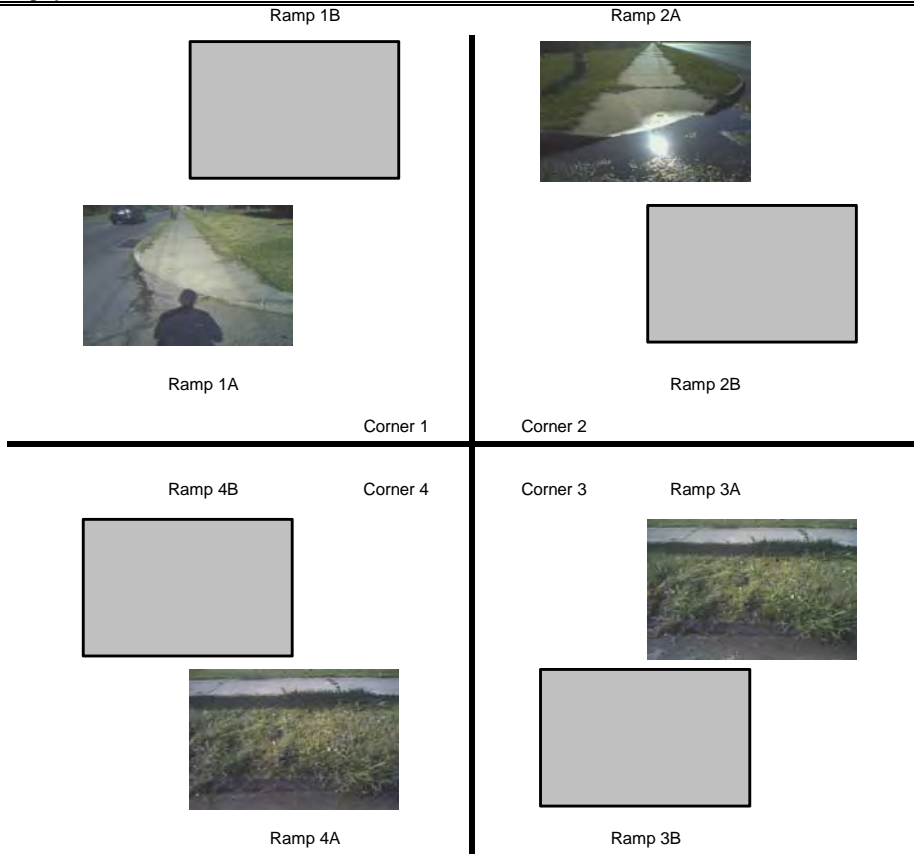 Ramp 1B Ramp 2A
Ramp 1A Ramp 2B
Corner 1 Corner 2
Ramp 4B Corner 4 Corner 3 Ramp 3A
Ramp 4A Ramp 3B